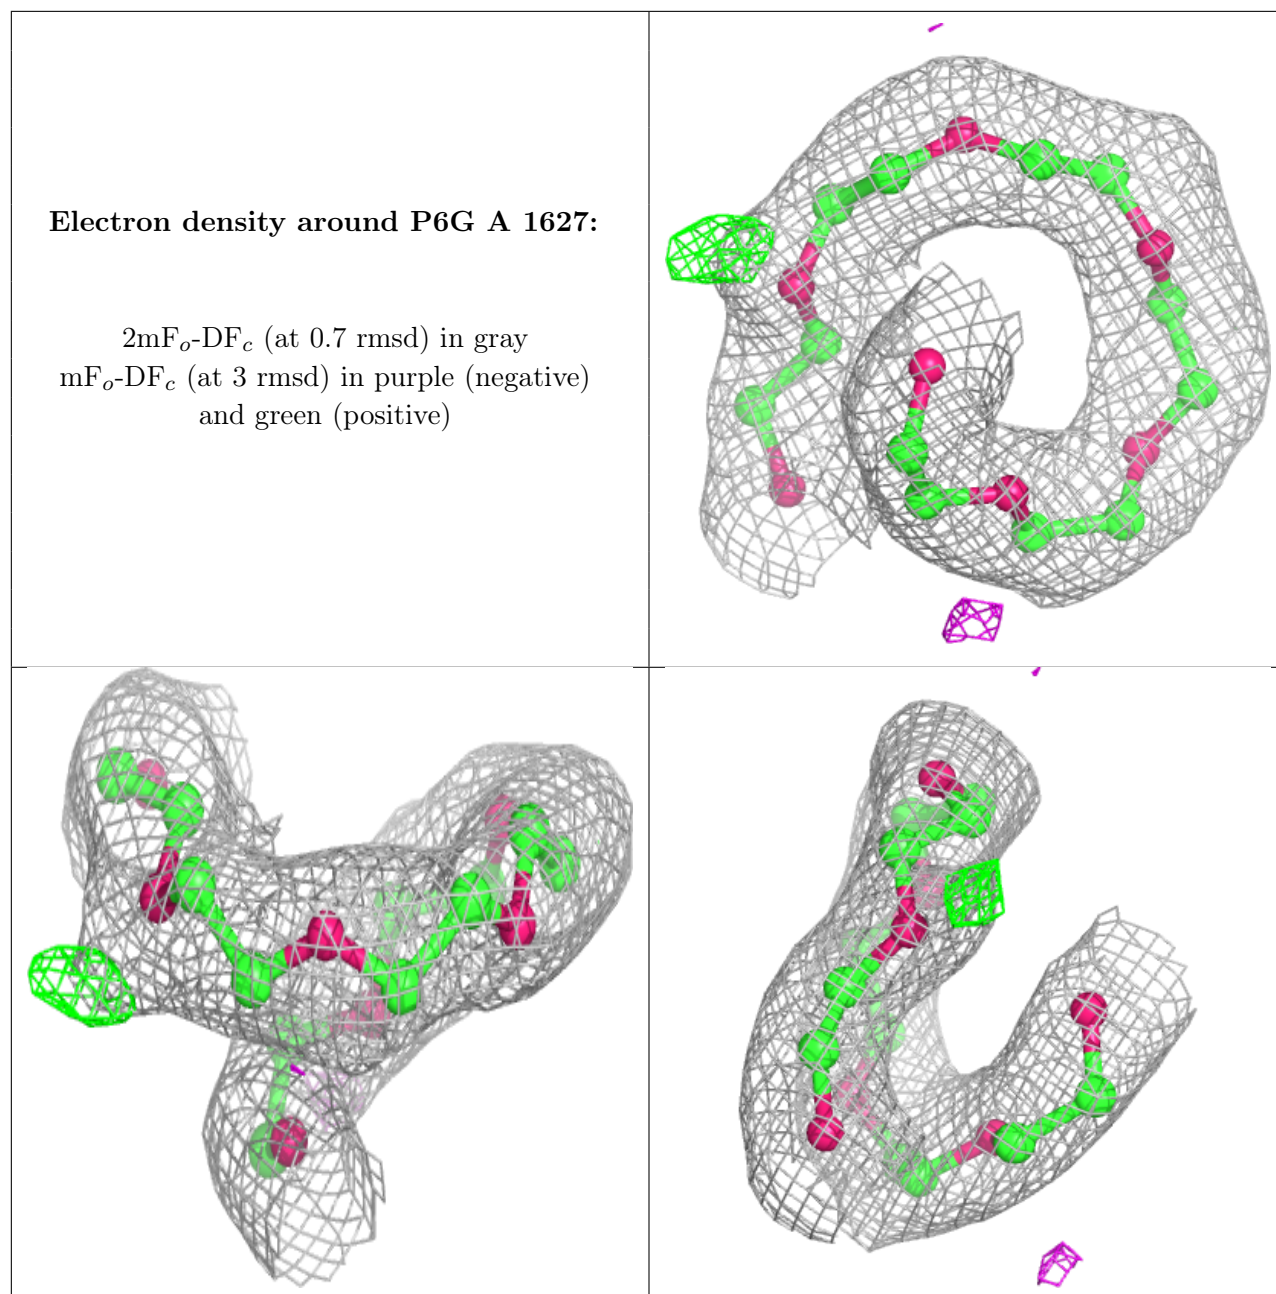 Electron density around P6G A 1627:
2mFo-DFc (at 0.7 rmsd) in gray
mFo-DFc (at 3 rmsd) in purple (negative)
and green (positive)